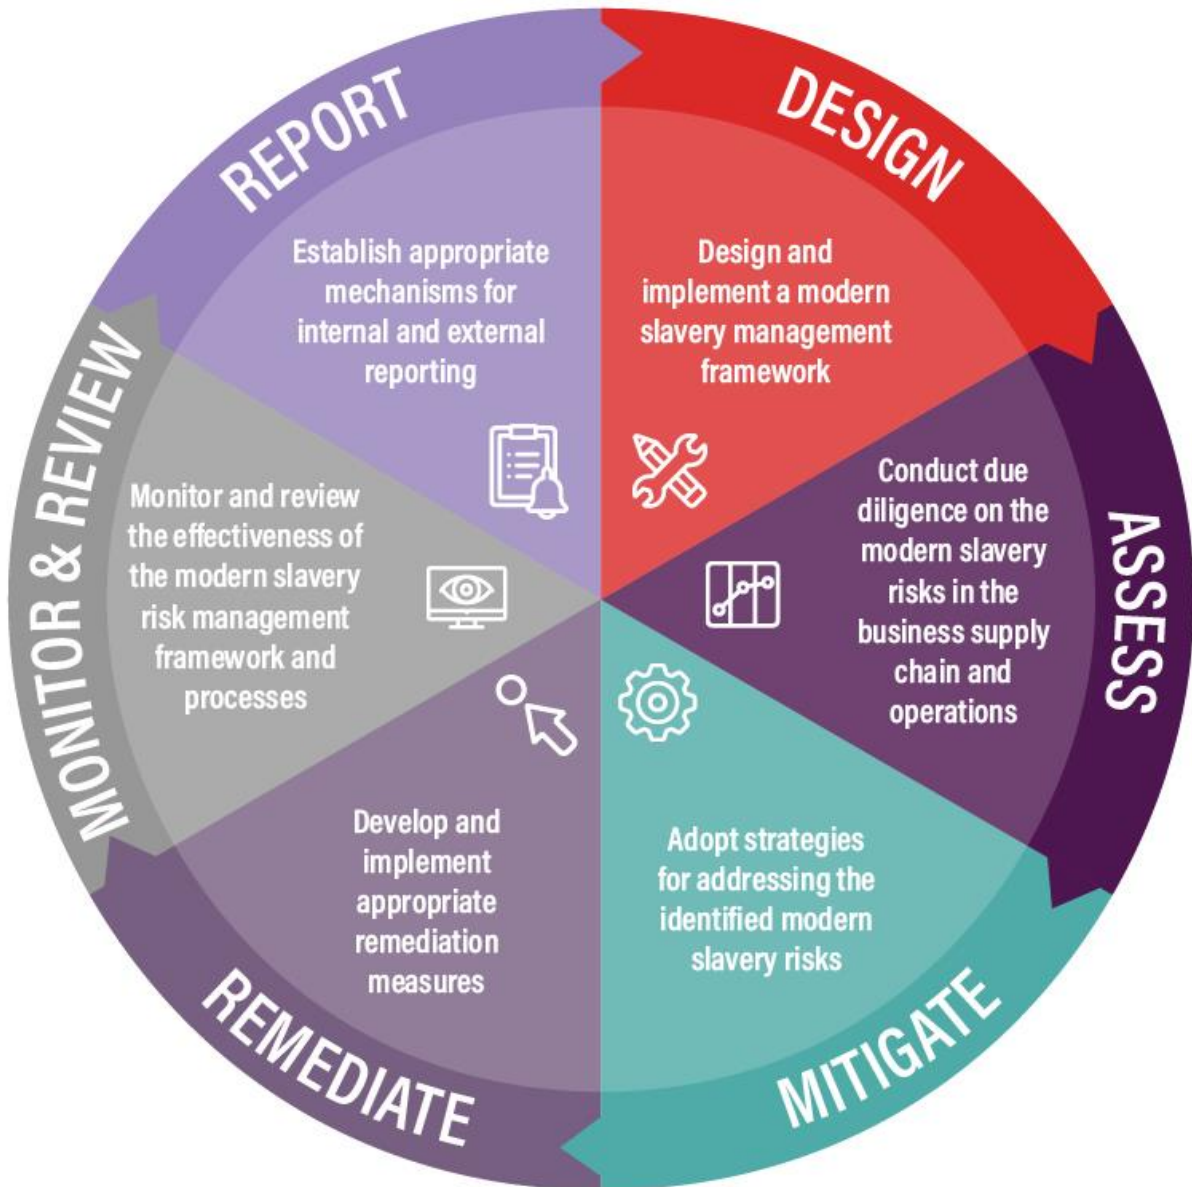 DESIGN
Design and
implement a modern
slavery management
framework
ASSESS
Conduct due
diligence on the
modern slavery
risks in the
business supply
chain and
operations
MITIGATE
Adopt strategies
for addressing the
identified modern
slavery risks
REMEDIATE
Develop and
implement
appropriate
remediation
measures
MONITOR & REVIEW
Monitor and review
the effectiveness of
the modern slavery
risk management
framework and
processes
REPORT
Establish appropriate
mechanisms for
internal and external
reporting